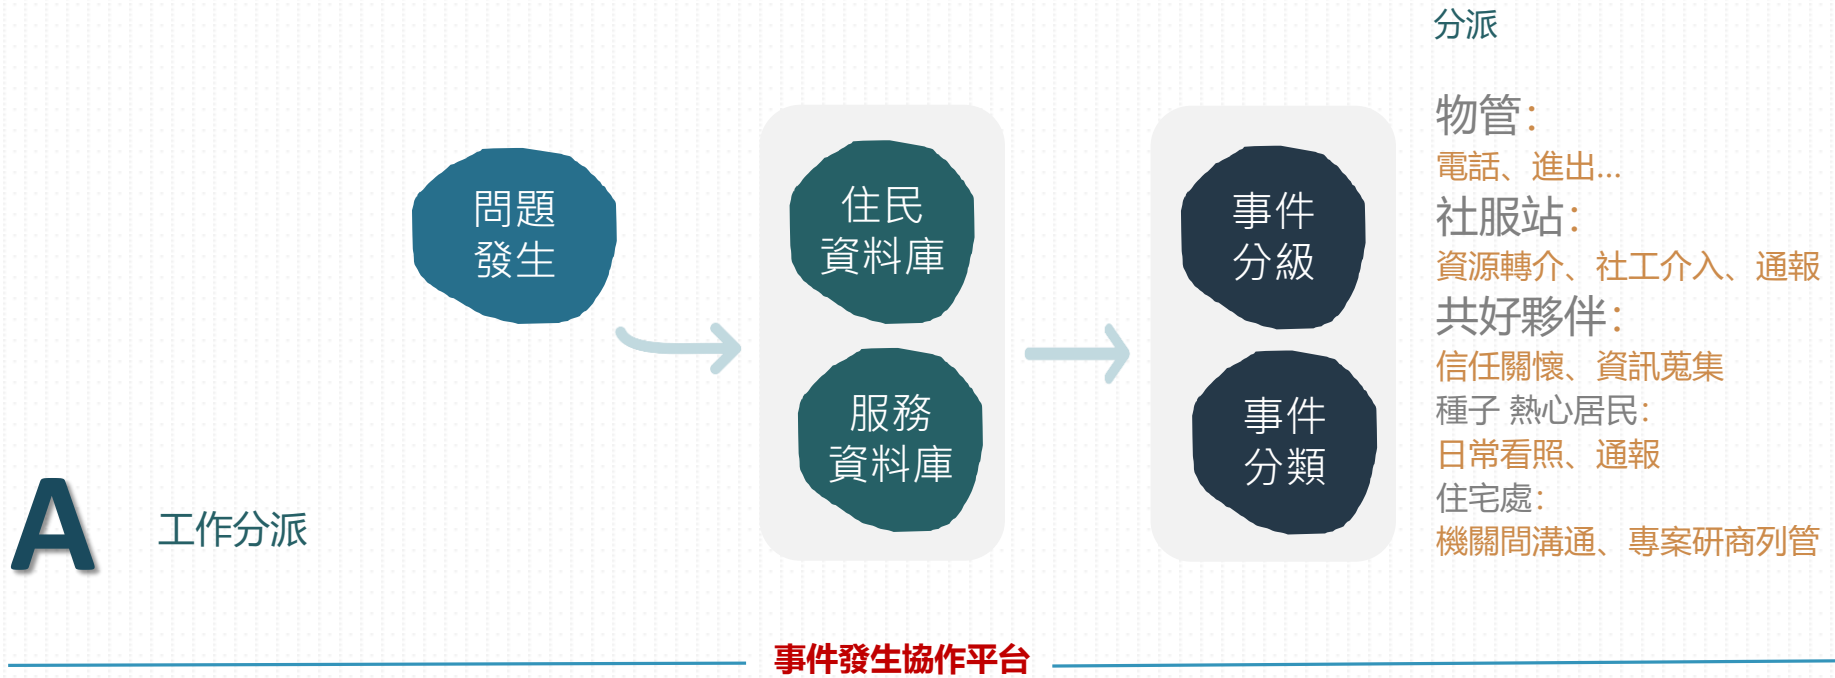 分派
問題
發生
住民
資料庫
服務
資料庫
事件
分級
事件
分類
物管：
電話、進出...
社服站：
資源轉介、社工介入、通報
共好夥伴：
信任關懷、資訊蒐集
種子 熱心居民：
日常看照、通報
住宅處：
機關間溝通、專案研商列管
A
工作分派
事件發生協作平台